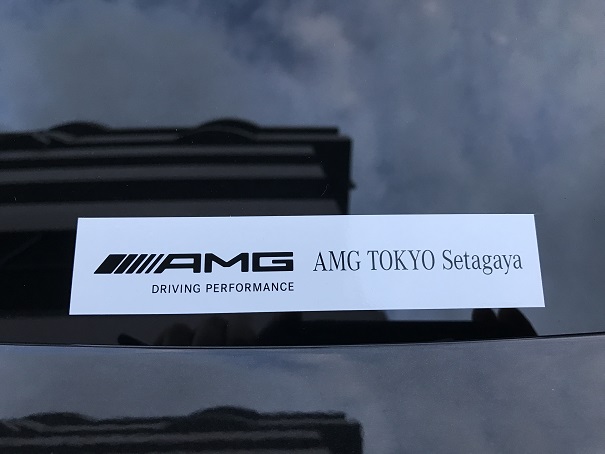 AMG AMG TOKYO Setagaya
DRIVING PERFORMANCE